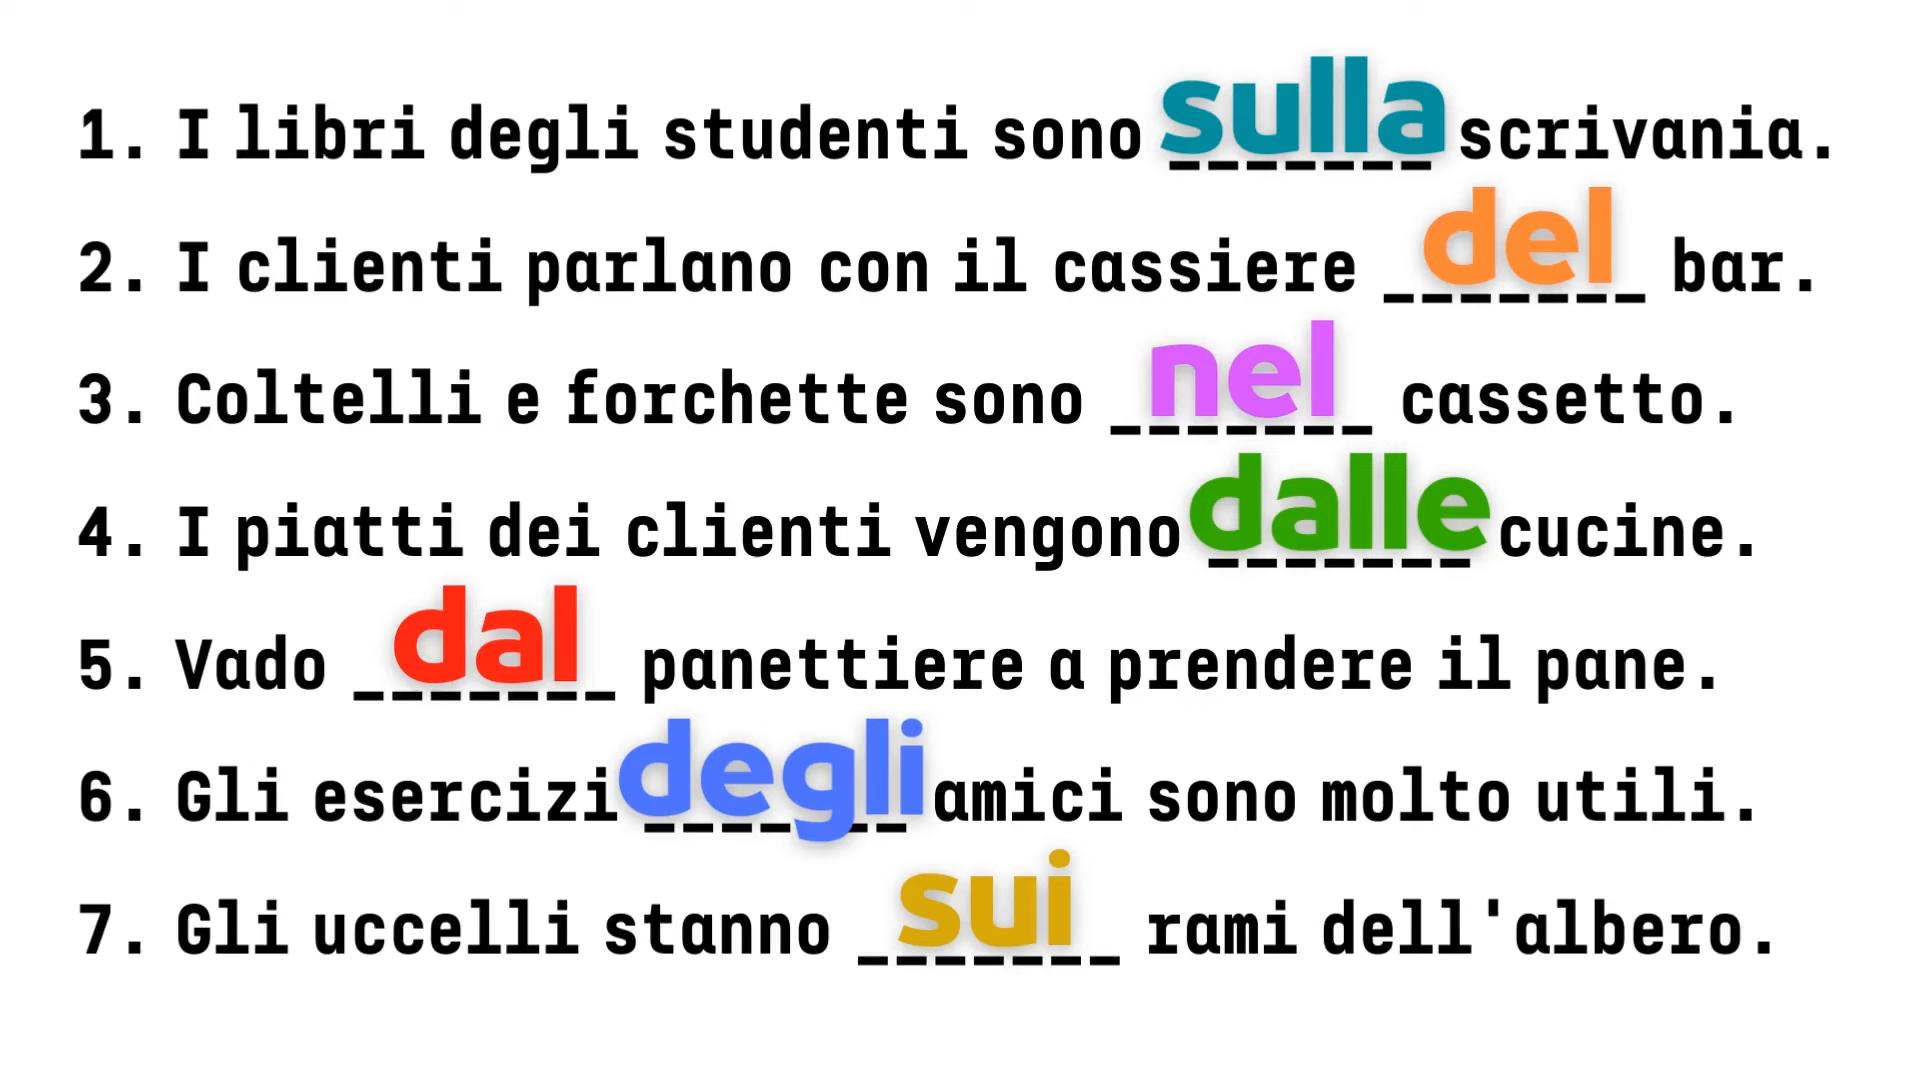 1. I libri degli studenti sono sulla scrivania.
2. I clienti parlano con il cassiere del bar.
3. Coltelli e forchette sono nel cassetto.
4. I piatti dei clienti vengono dalle cucine.
5. Vado dal panettiere a prendere il pane.
6. Gli esercizi degli amici sono molto utili.
7. Gli uccelli stanno sui rami dell'albero.